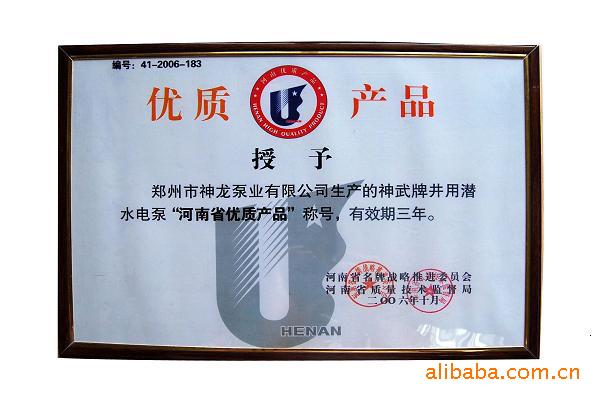 编号：41-2006-183
优质 产品
河南优质产品
HENAN HIGH QUALITY PRODUCT
授予
郑州市神龙泵业有限公司生产的神武牌井用潜
水电泵“河南省优质产品”称号，有效期三年。
河南省名牌战略推进委员会
河南省质量技术监督局
二〇〇六年十月
HENAN
alibaba.com.cn